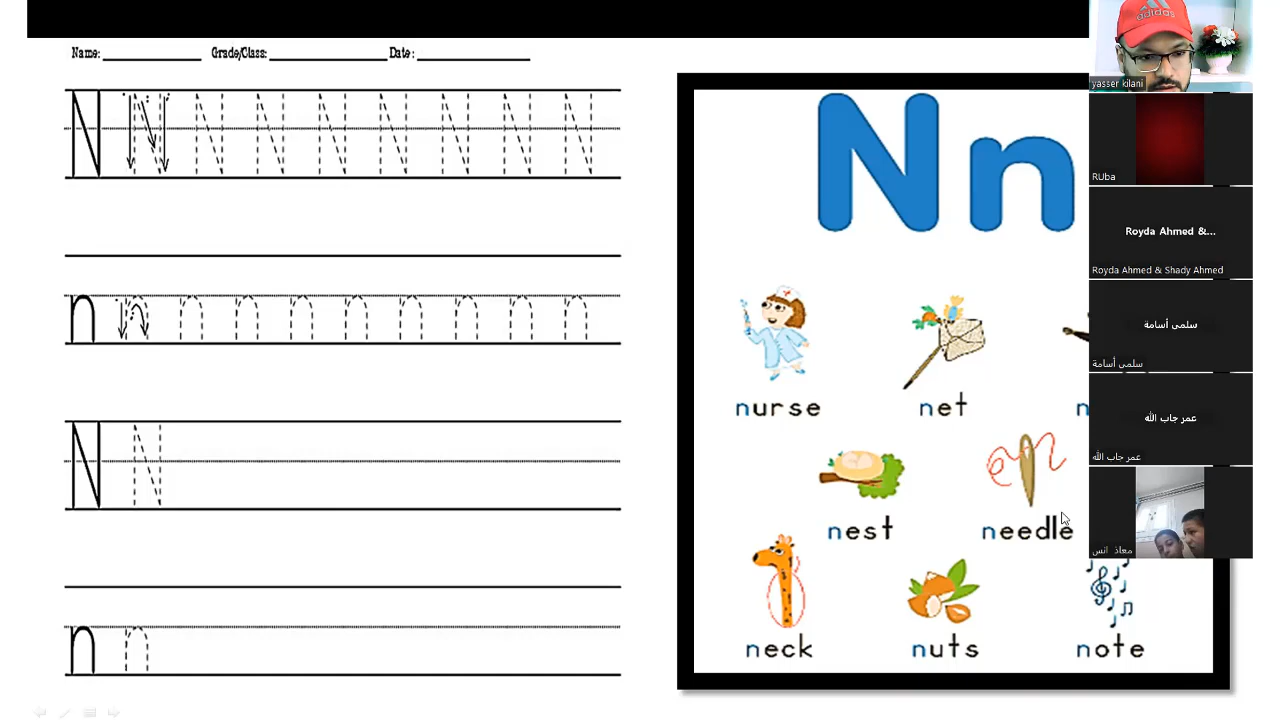 Name: Grade/Class: Date :
N N N N N N N N N
n n n n n n n n n n
N N
n n
Nn
nurse net n
nest needle
neck nuts note
adidas
yasser kilani
RUba
Royda Ahmed &...
Royda Ahmed & Shady Ahmed
سلمى أسامة
سلمى أسامة
عمر جاب الله
عمر جاب الله
معاذ انس